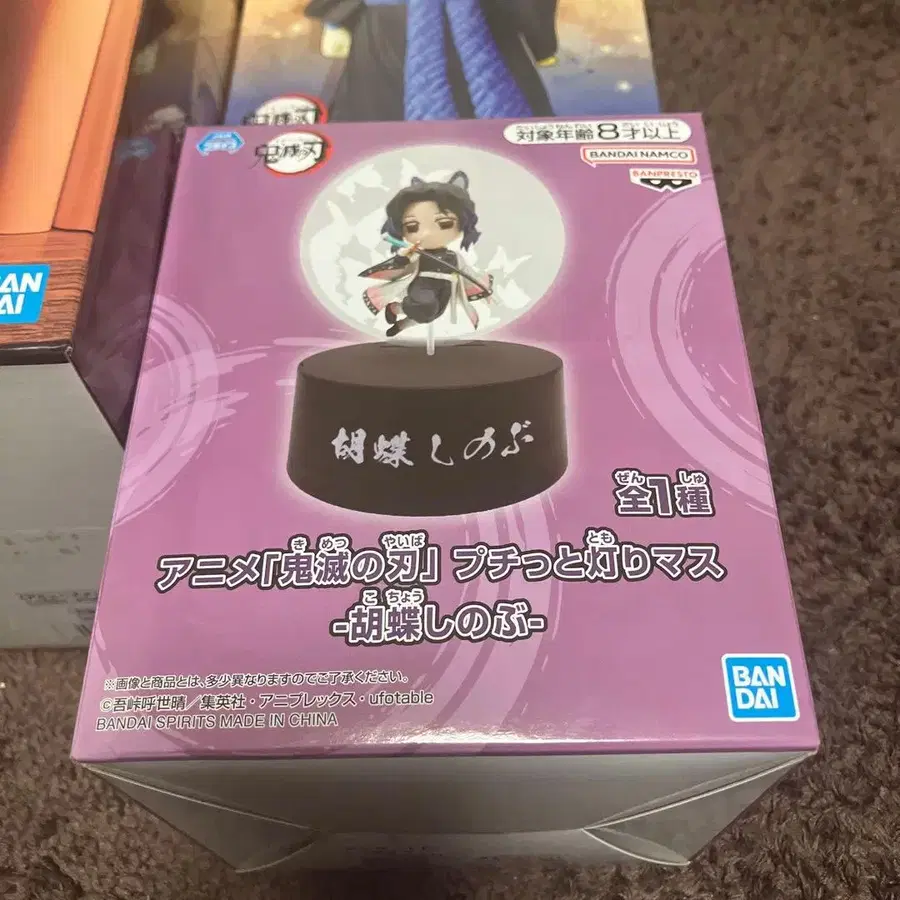 鬼滅刃
対象年齢8才以上
BANDAI NAMCO
BANPRESTO
胡蝶しのぶ
全1種
アニメ「鬼滅の刃」プチっと灯りマス
-胡蝶しのぶ-
※画像と商品とは、多少異なりますのでご了承ください。
©吾峠呼世晴／集英社・アニプレックス・ufotable
BANDAI SPIRITS MADE IN CHINA
BAN
DAI
AN
DAI